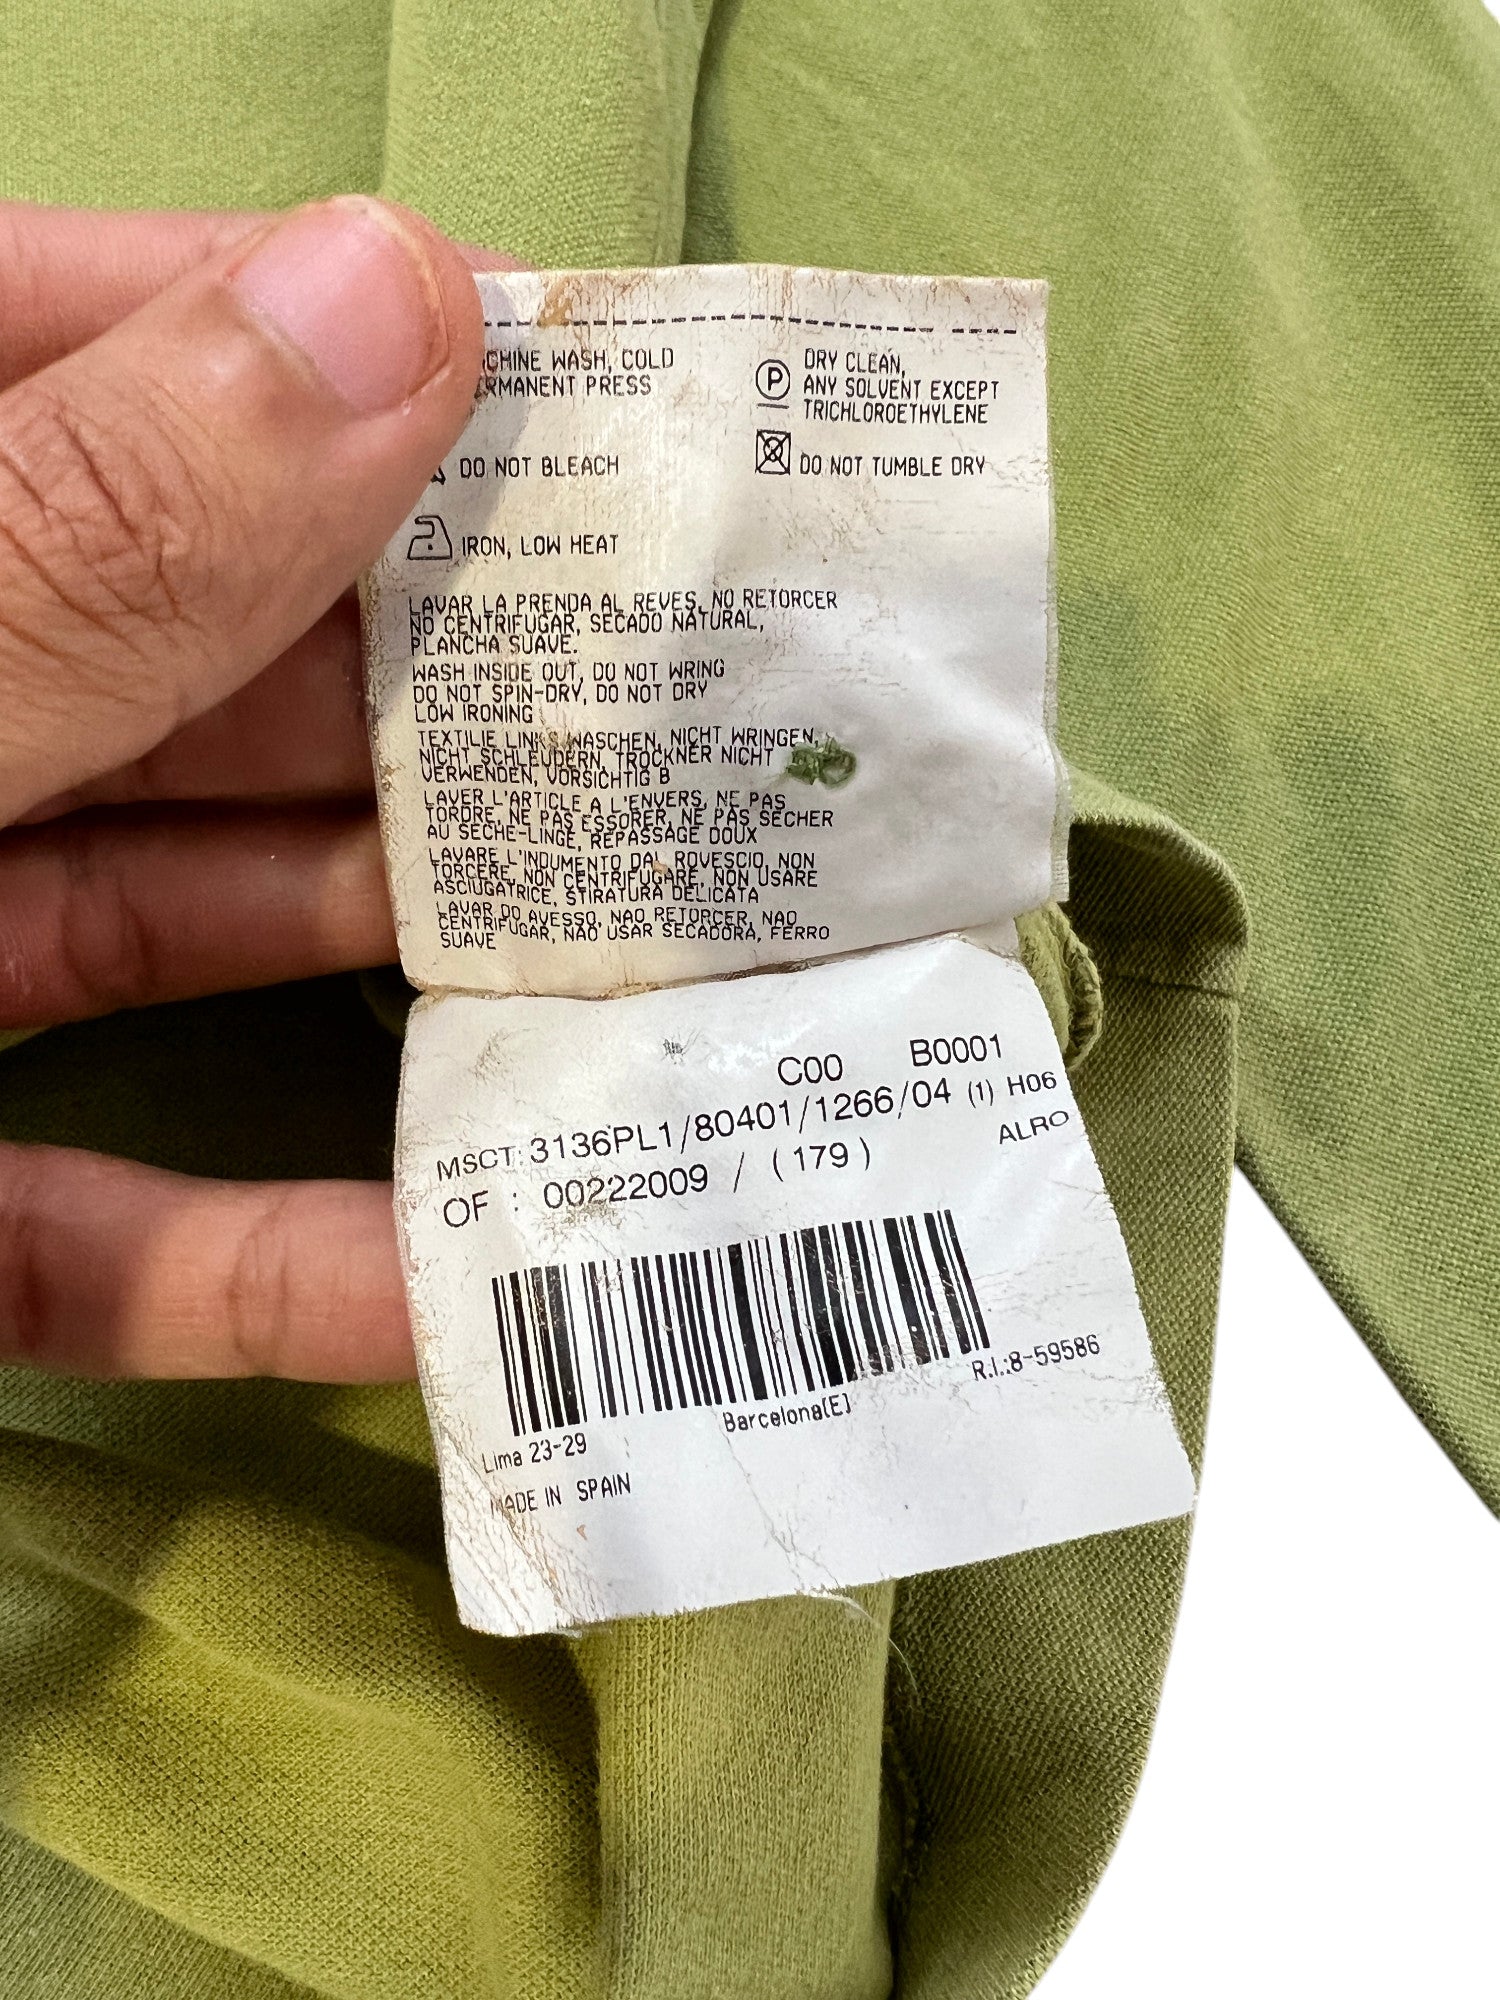 WASH, COLD
PRESS
DRY CLEAN,
ANY SOLVENT EXCEPT
TRICHLOROETHYLENE
P
DO NOT BLEACH
DO NOT TUMBLE DRY
IRON, LOW HEAT
LAVAR LA PRENDA AL REVES, NO RETORCER
NO CENTRIFUGAR, SECADO NATURAL,
PLANCHA SUAVE.
WASH INSIDE OUT, DO NOT WRING
DO NOT SPIN-DRY, DO NOT DRY
LOW IRONING
TEXTILIE LINKS WASCHEN, NICHT WRINGEN,
NICHT SCHLEUDERN, TROCKNER NICHT
VERWENDEN, VORSICHTIG B
LAVER L'ARTICLE A L'ENVERS, NE PAS
TORDRE, NE PAS ESSORER, NE PAS SECHER
AU SECHE-LINGE, REPASSAGE DOUX
LAVARE L'INDUMENTO DAL ROVESCIO, NON
TORCERE, NON CENTRIFUGARE, NON USARE
ASCIUGATRICE, STIRATURA DELICATA
LAVAR DO AVESSO, NAO RETORCER, NAO
CENTRIFUGAR, NAO USAR SECADORA, FERRO
SUAVE
C00 B0001
MSCT: 3136PL1/80401/1266/04 (1) H06
OF : 00222009 / (179) ALRO
R.I.:8-59586
Lima 23-29 Barcelona(E)
MADE IN SPAIN